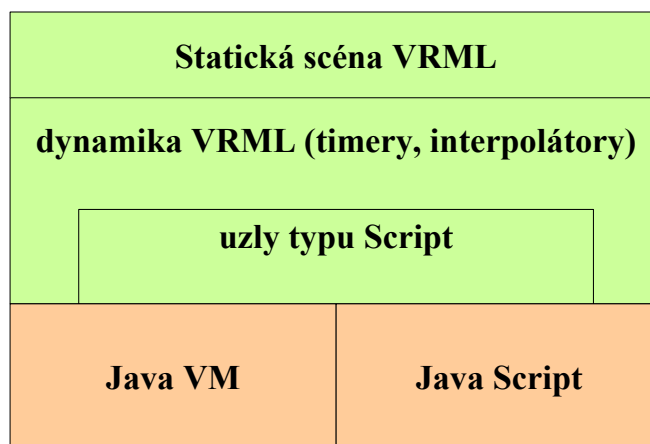 Statická scéna VRML
dynamika VRML (timery, interpolátory)
uzly typu Script
Java VM
Java Script